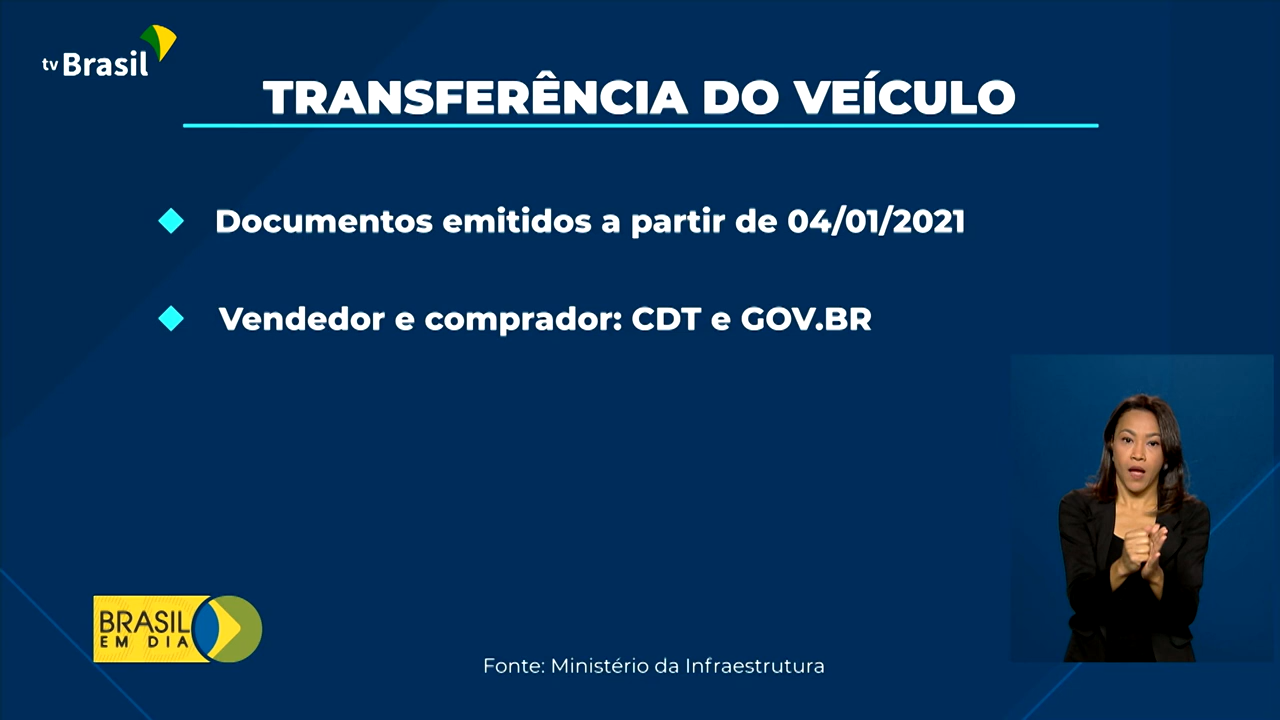 tv Brasil
TRANSFERÊNCIA DO VEÍCULO
Documentos emitidos a partir de 04/01/2021
Vendedor e comprador: CDT e GOV.BR
BRASIL
EM DIA
Fonte: Ministério da Infraestrutura